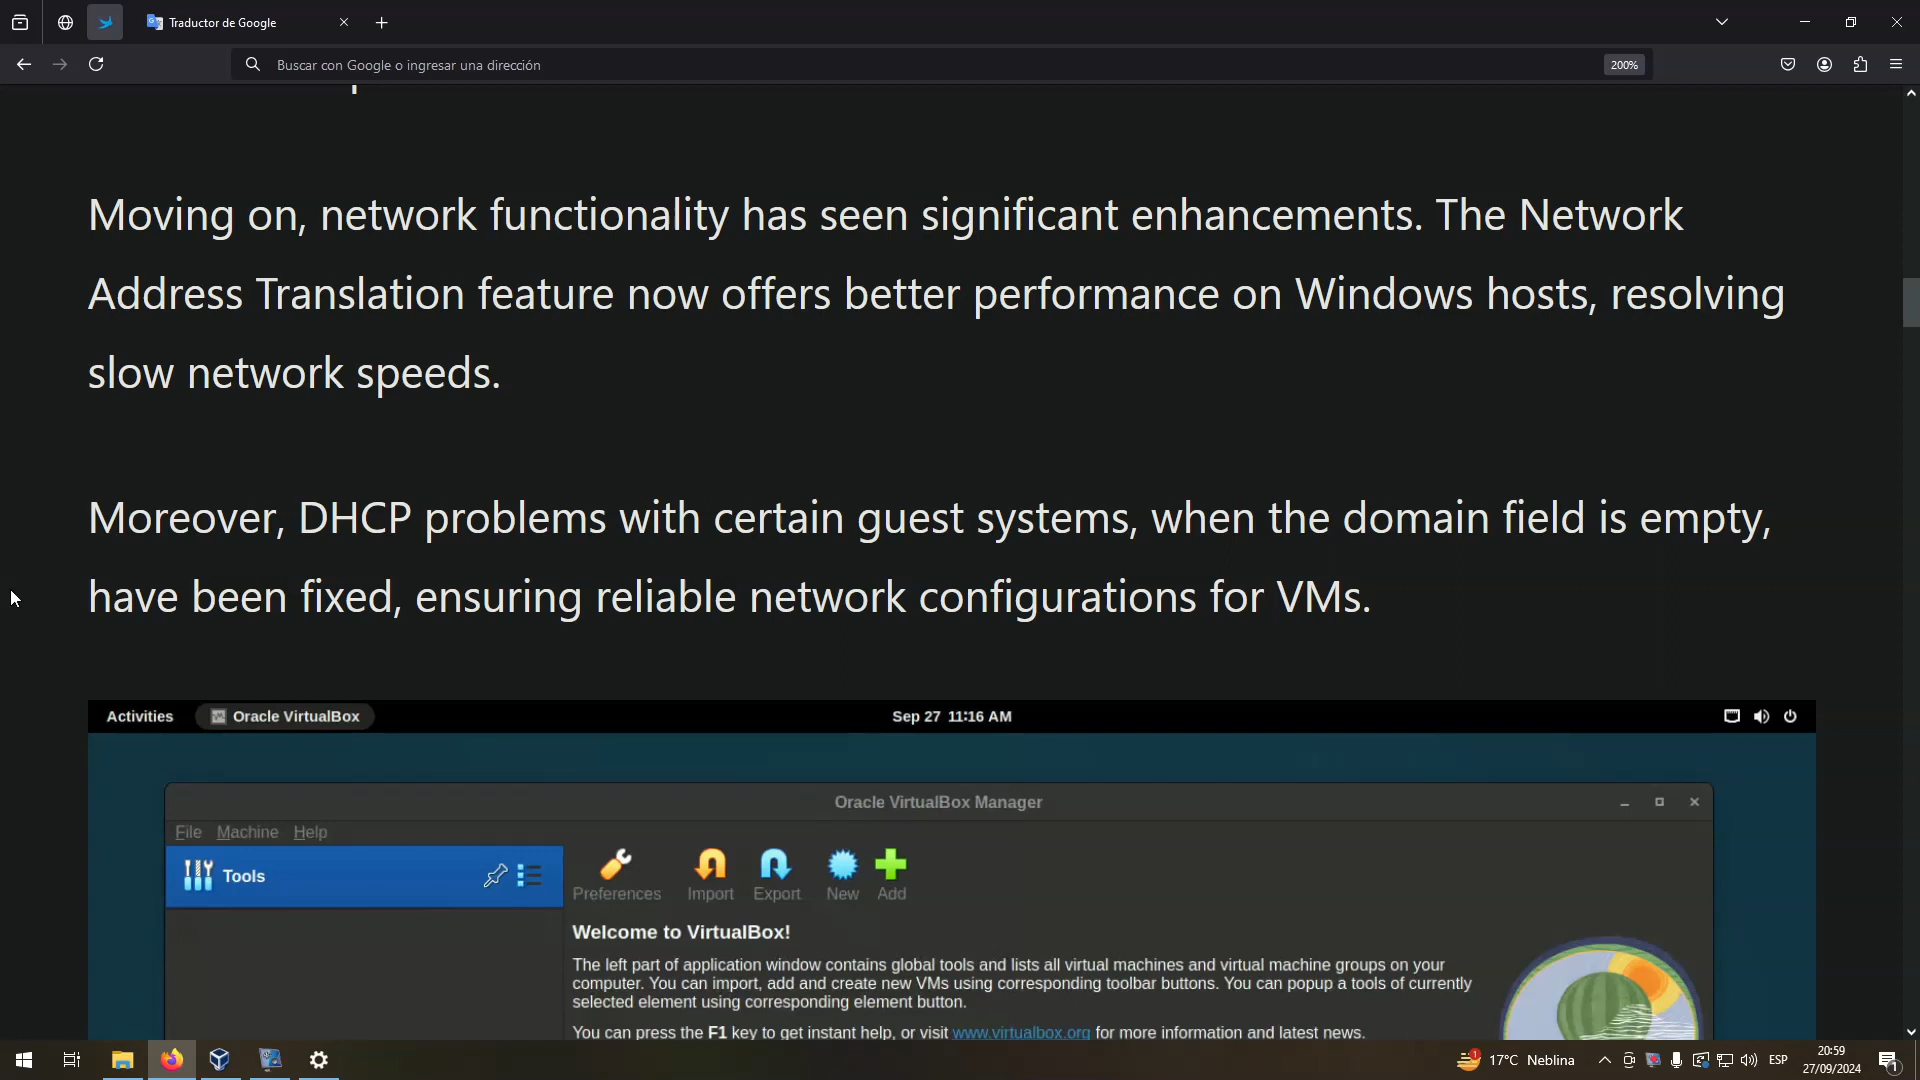 Traductor de Google
Buscar con Google o ingresar una dirección
200%
Moving on, network functionality has seen significant enhancements. The Network
Address Translation feature now offers better performance on Windows hosts, resolving
slow network speeds.
Moreover, DHCP problems with certain guest systems, when the domain field is empty,
have been fixed, ensuring reliable network configurations for VMs.
Activities
Oracle VirtualBox
Sep 27 11:16 AM
Oracle VirtualBox Manager
File Machine Help
Tools
Preferences Import Export New Add
Welcome to VirtualBox!
The left part of application window contains global tools and lists all virtual machines and virtual machine groups on your
computer. You can import, add and create new VMs using corresponding toolbar buttons. You can popup a tools of currently
selected element using corresponding element button.
You can press the F1 key to get instant help, or visit www.virtualbox.org for more information and latest news.
1
17°C Neblina
ESP
20:59
27/09/2024
1